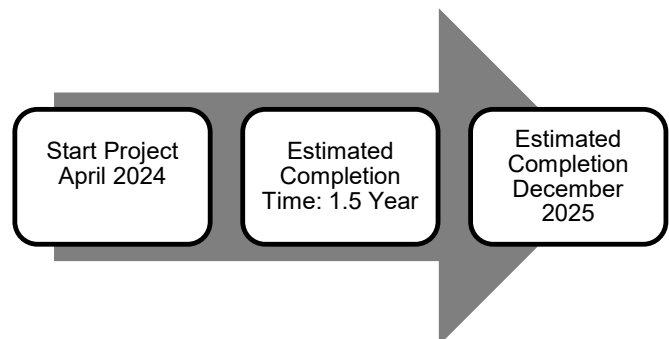 Start Project
April 2024
Estimated
Completion
Time: 1.5 Year
Estimated
Completion
December
2025